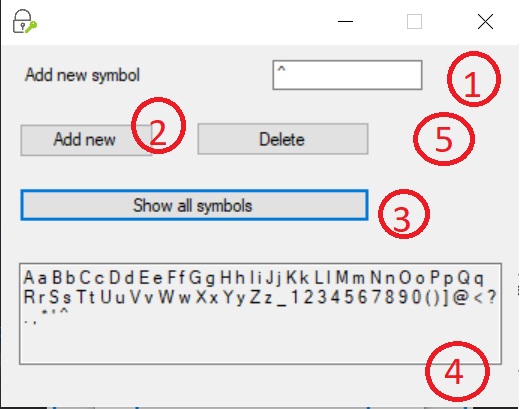 Add new symbol
^
1
Add new
2
Delete
5
Show all symbols
3
A a B b C c D d E e F f G g H h I i J j K k L l M m N n O o P p Q q
R r S s T t U u V v W w X x Y y Z z _ 1 2 3 4 5 6 7 8 9 0 ( ) ] @ < ?
. , * ' ^
4